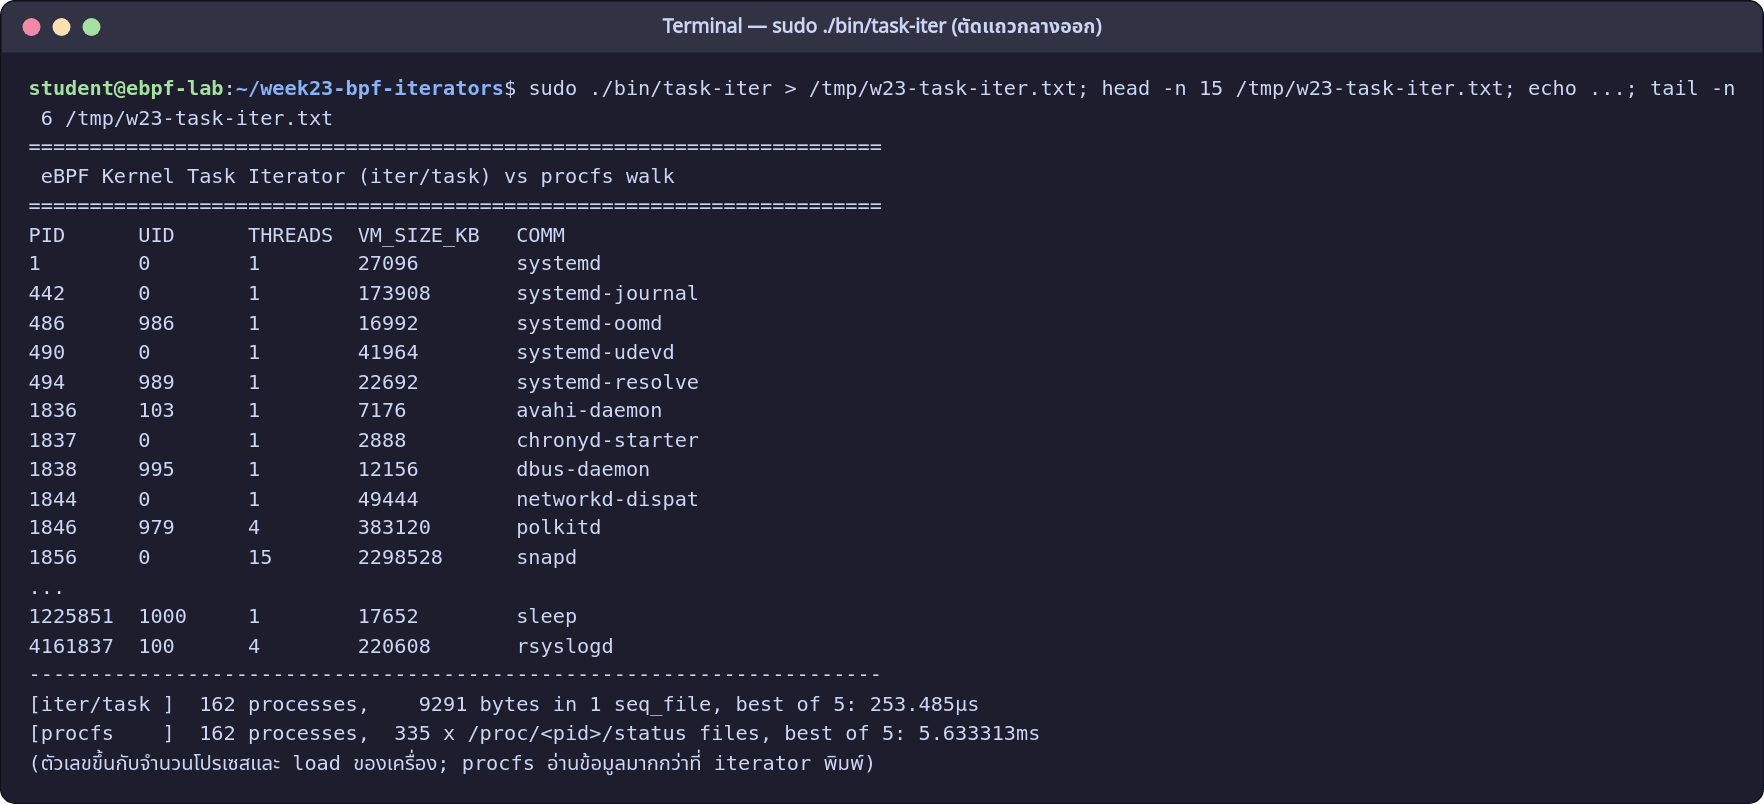 Terminal — sudo ./bin/task-iter (ตัดแถวกลางออก)
student@ebpf-lab:~/week23-bpf-iterators$ sudo ./bin/task-iter > /tmp/w23-task-iter.txt; head -n 15 /tmp/w23-task-iter.txt; echo ...; tail -n
 6 /tmp/w23-task-iter.txt
======================================================================
 eBPF Kernel Task Iterator (iter/task) vs procfs walk
======================================================================
PID      UID      THREADS  VM_SIZE_KB   COMM
1        0        1        27096        systemd
442      0        1        173908       systemd-journal
486      986      1        16992        systemd-oomd
490      0        1        41964        systemd-udevd
494      989      1        22692        systemd-resolve
1836     103      1        7176         avahi-daemon
1837     0        1        2888         chronyd-starter
1838     995      1        12156        dbus-daemon
1844     0        1        49444        networkd-dispat
1846     979      4        383120       polkitd
1856     0        15       2298528      snapd
...
1225851  1000     1        17652        sleep
4161837  100      4        220608       rsyslogd
----------------------------------------------------------------------
[iter/task ]  162 processes,    9291 bytes in 1 seq_file, best of 5: 253.485µs
[procfs    ]  162 processes,  335 x /proc/<pid>/status files, best of 5: 5.633313ms
(ตัวเลขขึ้นกับจำนวนโปรเซสและ load ของเครื่อง; procfs อ่านข้อมูลมากกว่าที่ iterator พิมพ์)